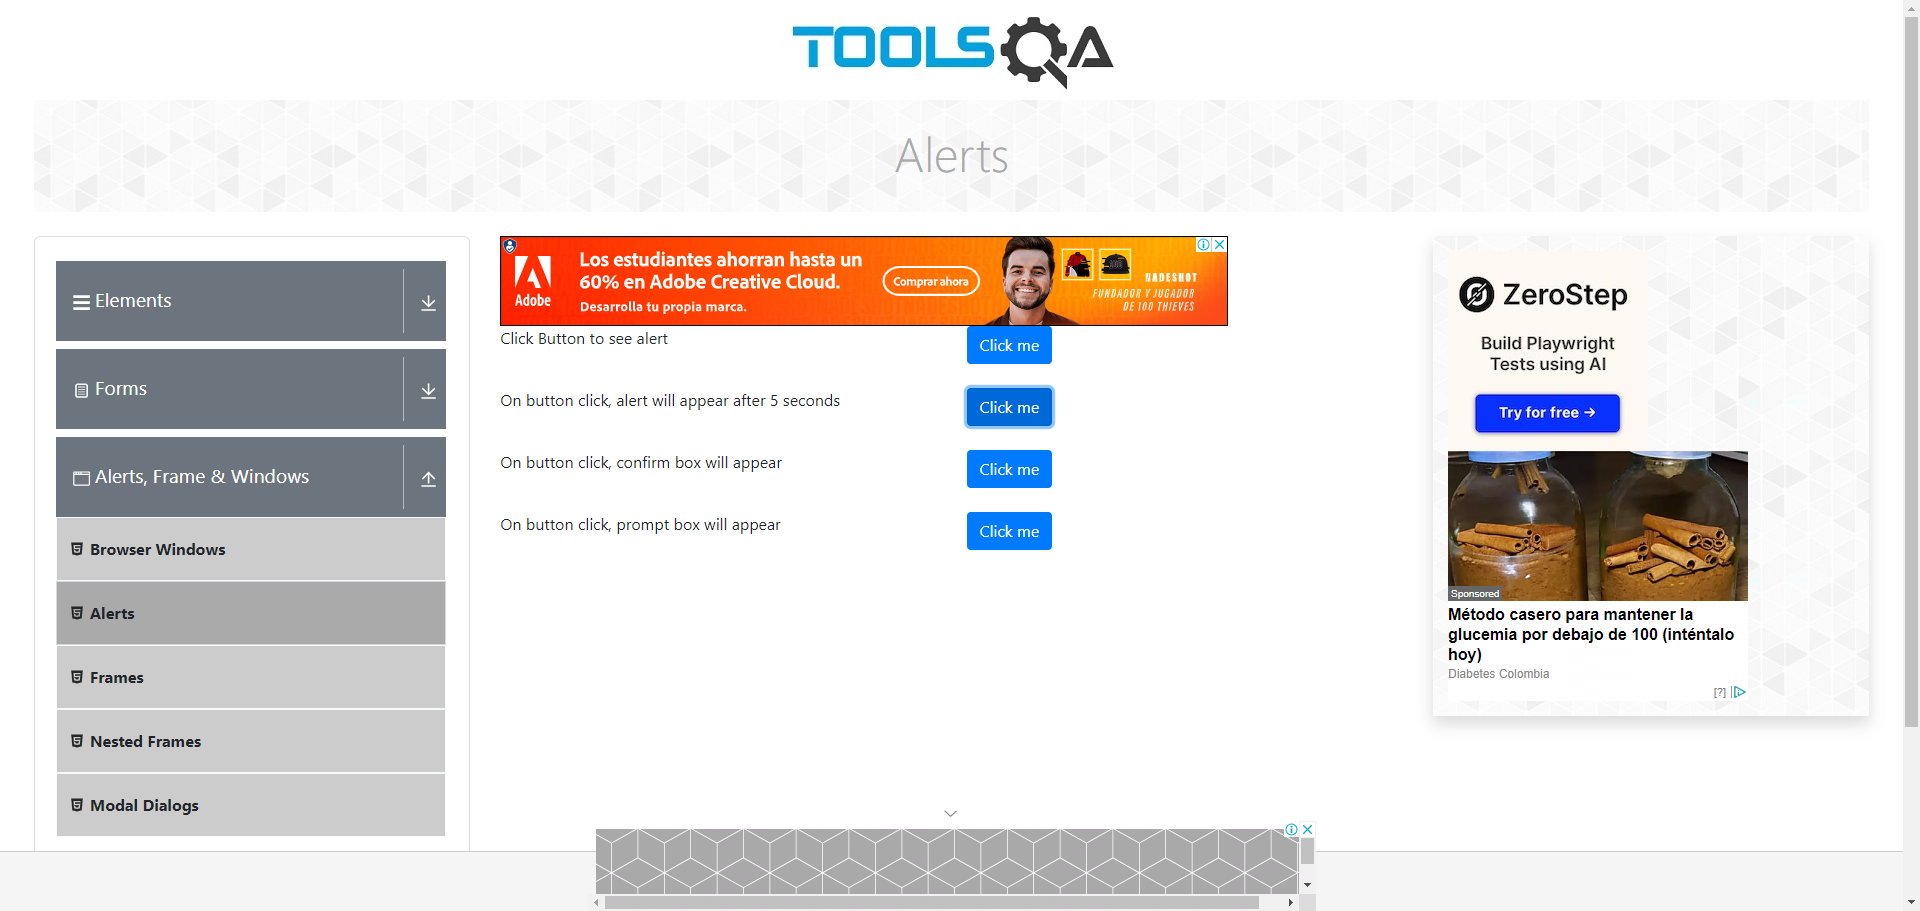 TOOLSQA
Alerts
Elements
Forms
Alerts, Frame & Windows
Browser Windows
Alerts
Frames
Nested Frames
Modal Dialogs
Adobe
Los estudiantes ahorran hasta un
60% en Adobe Creative Cloud.
Desarrolla tu propia marca.
Comprar ahora
NADESHOT
FUNDADOR Y JUGADOR
DE 100 THIEVES
Click Button to see alert
Click me
On button click, alert will appear after 5 seconds
Click me
On button click, confirm box will appear
Click me
On button click, prompt box will appear
Click me
ZeroStep
Build Playwright
Tests using AI
Try for free →
Sponsored
Método casero para mantener la
glucemia por debajo de 100 (inténtalo
hoy)
Diabetes Colombia
[?]